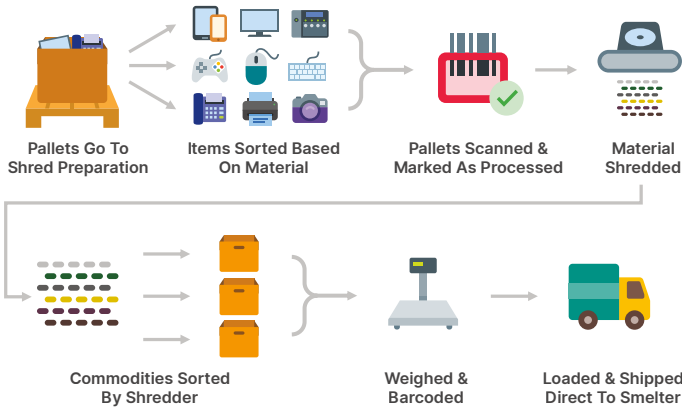 Pallets Go To
Shred Preparation
Items Sorted Based
On Material
Pallets Scanned &
Marked As Processed
Material
Shredded
Commodities Sorted
By Shredder
Weighed &
Barcoded
Loaded & Shipped
Direct To Smelter